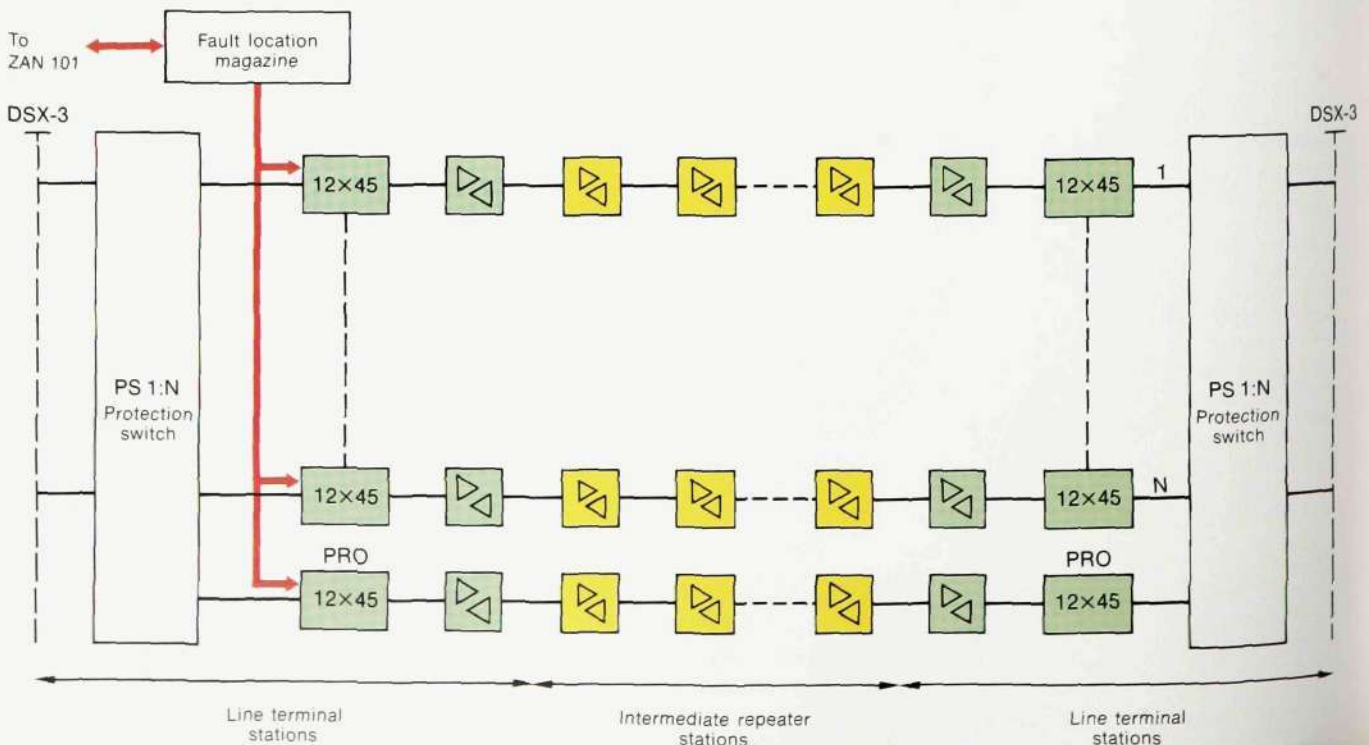 To
ZAN 101
Fault location
magazine
DSX-3
DSX-3
12×45
12×45
1
PS 1:N
Protection
switch
PS 1:N
Protection
switch
12×45
12×45
N
PRO
PRO
12×45
12×45
Line terminal
stations
Intermediate repeater
stations
Line terminal
stations